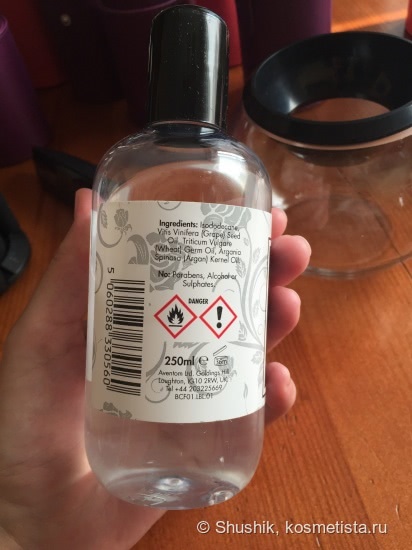 Ingredients: Isododecane,
Vitis Vinifera (Grape) Seed
Oil, Triticum Vulgare
(Wheat) Germ Oil, Argania
Spinosa (Argan) Kernel Oil
No: Parabens, Alcohol or
Sulphates.
DANGER
250ml e
Aventom Ltd. Goldings Hill
Loughton, IG10 2RW, UK
Tel +44 203225669
BCF01.LBL.01
5 060288 330560
© Shushik, kosmetista.ru